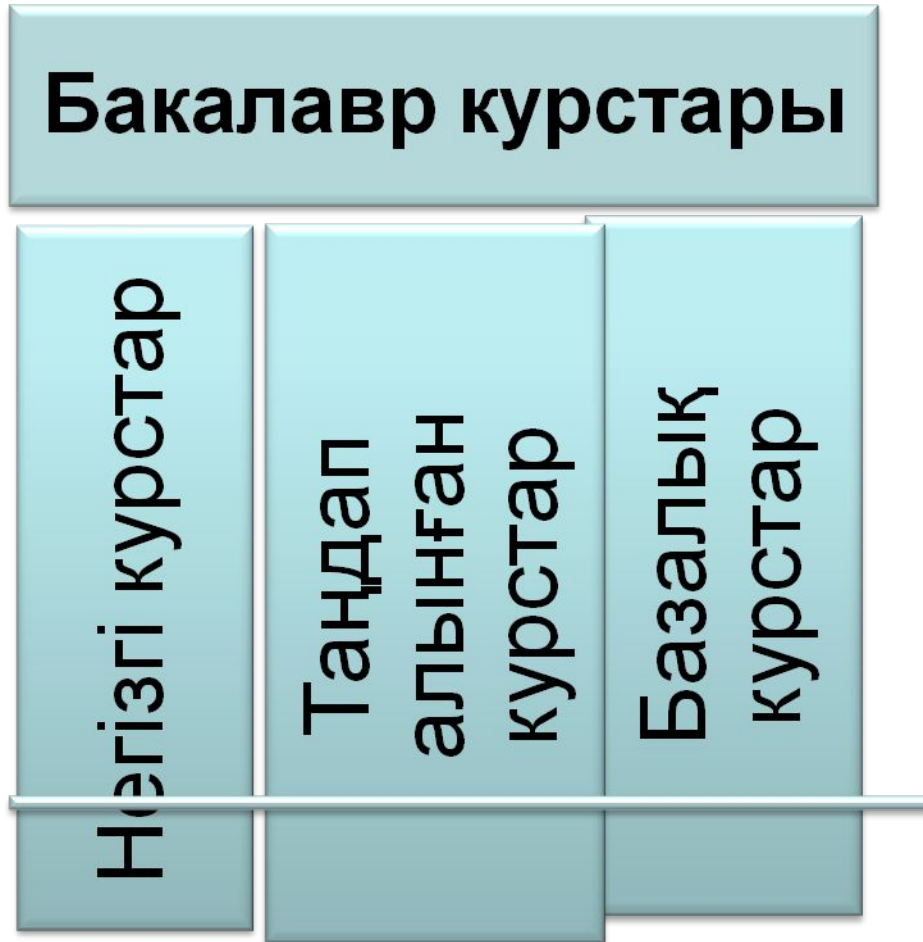 Бакалавр курстары
Негізгі курстар
Таңдап
алынған
курстар
Базалық
курстар